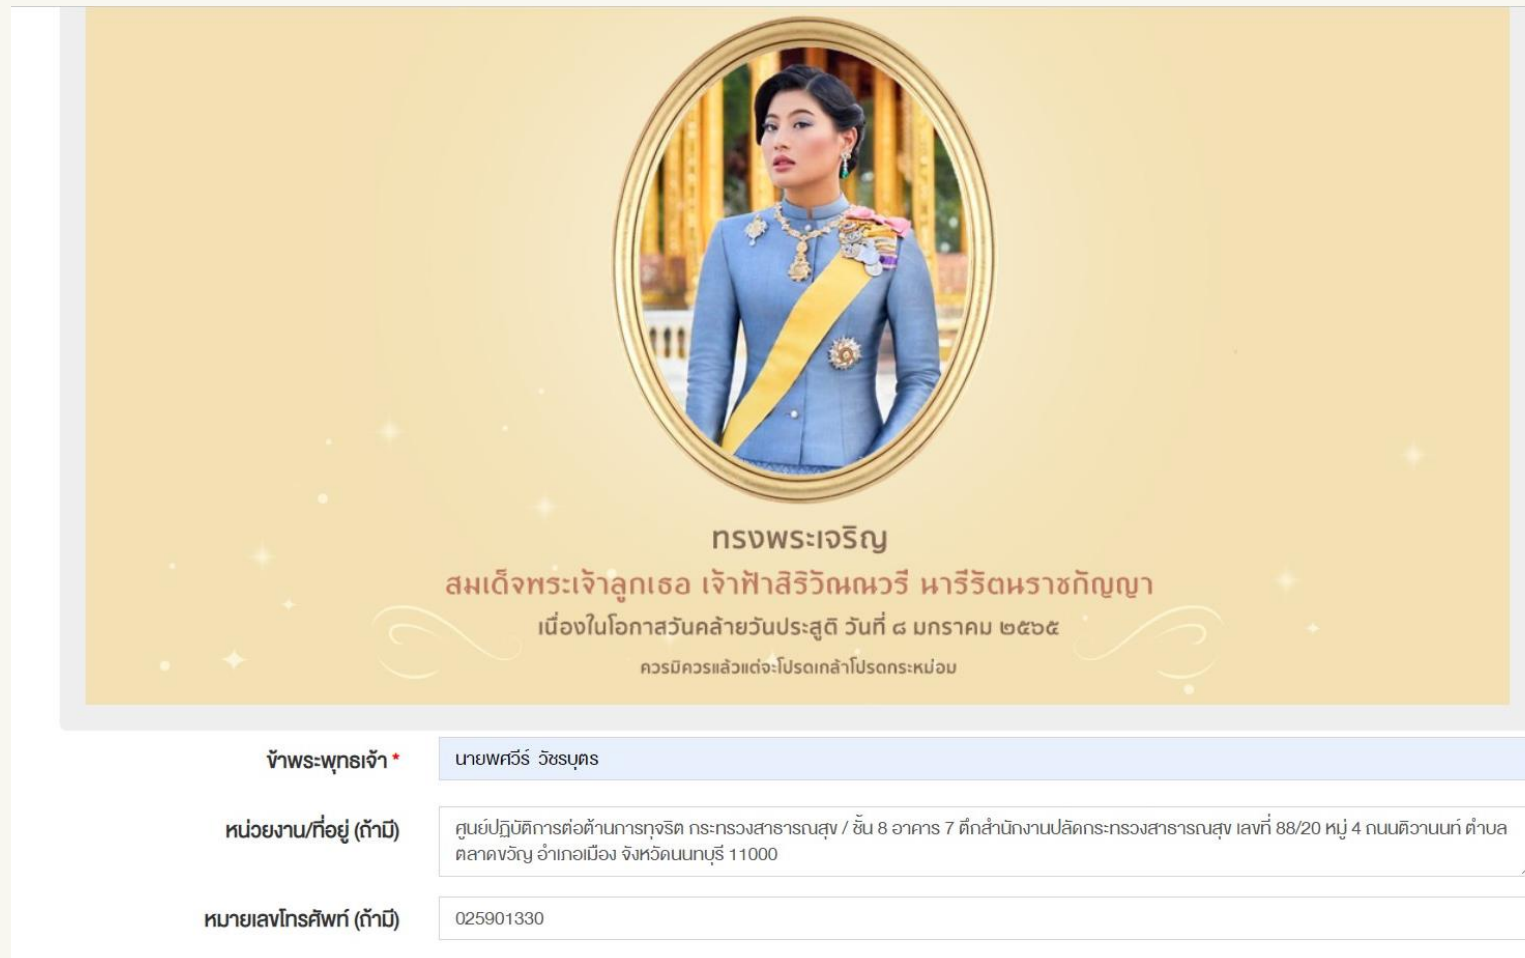 ทรงพระเจริญ
สมเด็จพระเจ้าลูกเธอ เจ้าฟ้าสิริวัณณวรี นารีรัตนราชกัญญา
เนื่องในโอกาสวันคล้ายวันประสูติ วันที่ ๘ มกราคม ๒๕๖๕
ควรมิควรแล้วแต่จะโปรดเกล้าโปรดกระหม่อม
ข้าพระพุทธเจ้า * นายพศวีร์ วัชรบุตร
หน่วยงาน/ที่อยู่ (ถ้ามี) ศูนย์ปฏิบัติการต่อต้านการทุจริต กระทรวงสาธารณสุข / ชั้น 8 อาคาร 7 ตึกสำนักงานปลัดกระทรวงสาธารณสุข เลขที่ 88/20 หมู่ 4 ถนนติวานนท์ ตำบล
ตลาดขวัญ อำเภอเมือง จังหวัดนนทบุรี 11000
หมายเลขโทรศัพท์ (ถ้ามี) 025901330